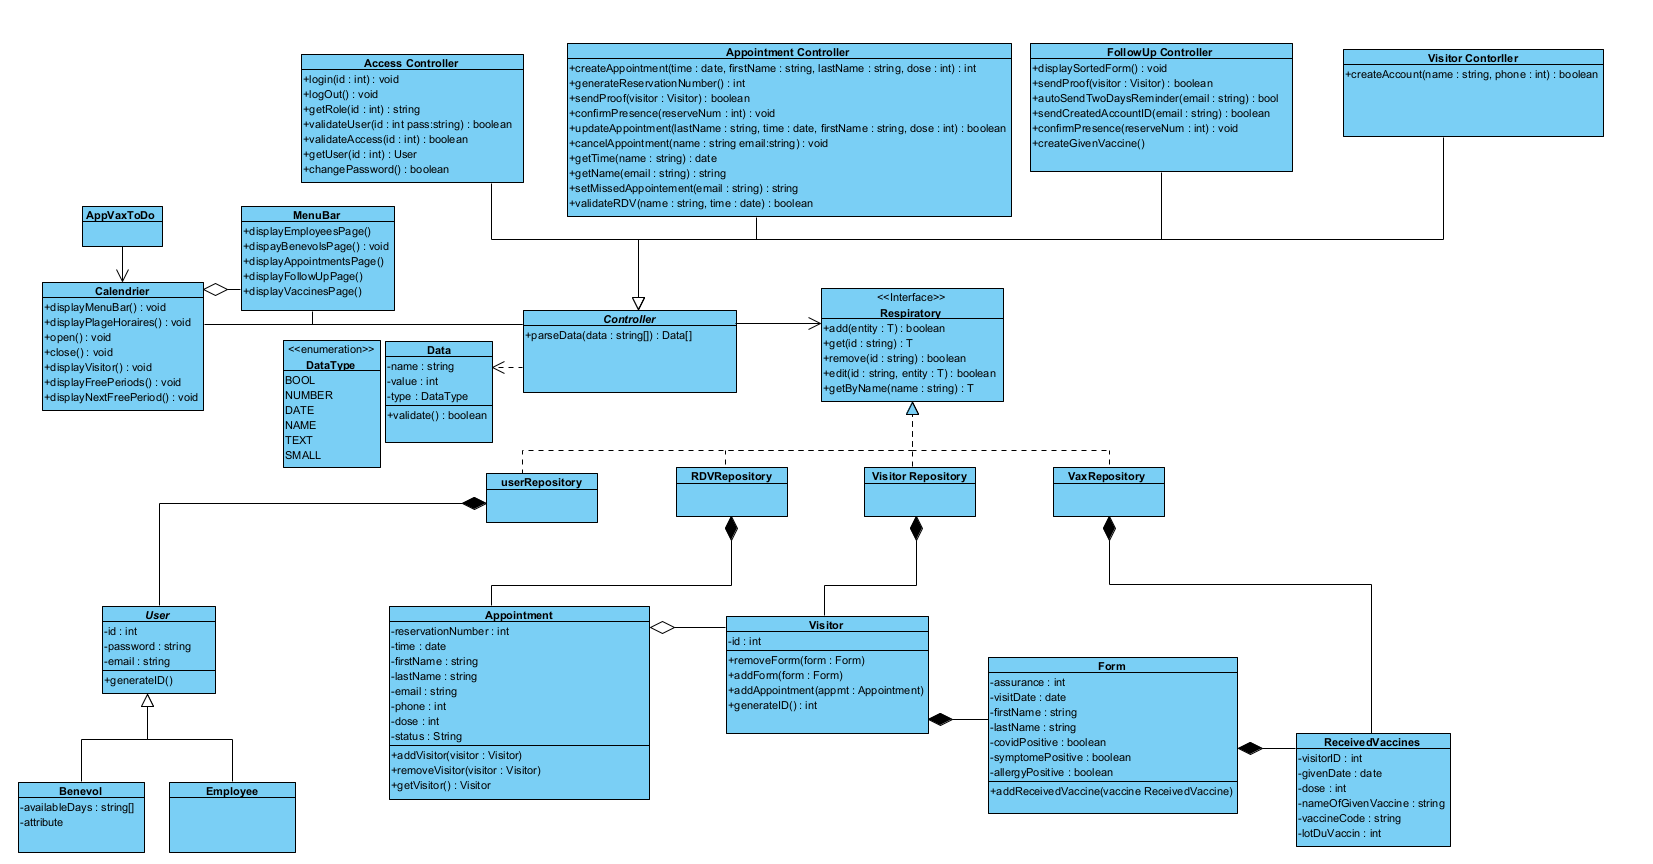 Access Controller
+login(id : int) : void
+logOut() : void
+getRole(id : int) : string
+validateUser(id : int pass:string) : boolean
+validateAccess(id : int) : boolean
+getUser(id : int) : User
+changePassword() : boolean
Appointment Controller
+createAppointment(time : date, firstName : string, lastName : string, dose : int) : int
+generateReservationNumber() : int
+sendProof(visitor : Visitor) : boolean
+confirmPresence(reserveNum : int) : void
+updateAppointment(lastName : string, time : date, firstName : string, dose : int) : boolean
+cancelAppointment(name : string email:string) : void
+getTime(name : string) : date
+getName(email : string) : string
+setMissedAppointement(email : string) : string
+validateRDV(name : string, time : date) : boolean
FollowUp Controller
+displaySortedForm() : void
+sendProof(visitor : Visitor) : boolean
+autoSendTwoDaysReminder(email : string) : bool
+sendCreatedAccountID(email : string) : boolean
+confirmPresence(reserveNum : int) : void
+createGivenVaccine()
Visitor Contorller
+createAccount(name : string, phone : int) : boolean
AppVaxToDo
MenuBar
+displayEmployeesPage()
+dispayBenevolsPage() : void
+displayAppointmentsPage()
+displayFollowUpPage()
+displayVaccinesPage()
Calendrier
+displayMenuBar() : void
+displayPlageHoraires() : void
+open() : void
+close() : void
+displayVisitor() : void
+displayFreePeriods() : void
+displayNextFreePeriod() : void
<<enumeration>>
DataType
BOOL
NUMBER
DATE
NAME
TEXT
SMALL
Data
-name : string
-value : int
-type : DataType
+validate() : boolean
Controller
+parseData(data : string[]) : Data[]
<<Interface>>
Respiratory
+add(entity : T) : boolean
+get(id : string) : T
+remove(id : string) : boolean
+edit(id : string, entity : T) : boolean
+getByName(name : string) : T
userRepository
RDVRepository
Visitor Repository
VaxRepository
User
-id : int
-password : string
-email : string
+generateID()
Benevol
-availableDays : string[]
-attribute
Employee
Appointment
-reservationNumber : int
-time : date
-firstName : string
-lastName : string
-email : string
-phone : int
-dose : int
-status : String
+addVisitor(visitor : Visitor)
+removeVisitor(visitor : Visitor)
+getVisitor() : Visitor
Visitor
-id : int
+removeForm(form : Form)
+addForm(form : Form)
+addAppointment(appmt : Appointment)
+generateID() : int
Form
-assurance : int
-visitDate : date
-firstName : string
-lastName : string
-covidPositive : boolean
-symptomePositive : boolean
-allergyPositive : boolean
+addReceivedVaccine(vaccine ReceivedVaccine)
ReceivedVaccines
-visitorID : int
-givenDate : date
-dose : int
-nameOfGivenVaccine : string
-vaccineCode : string
-lotDuVaccin : int